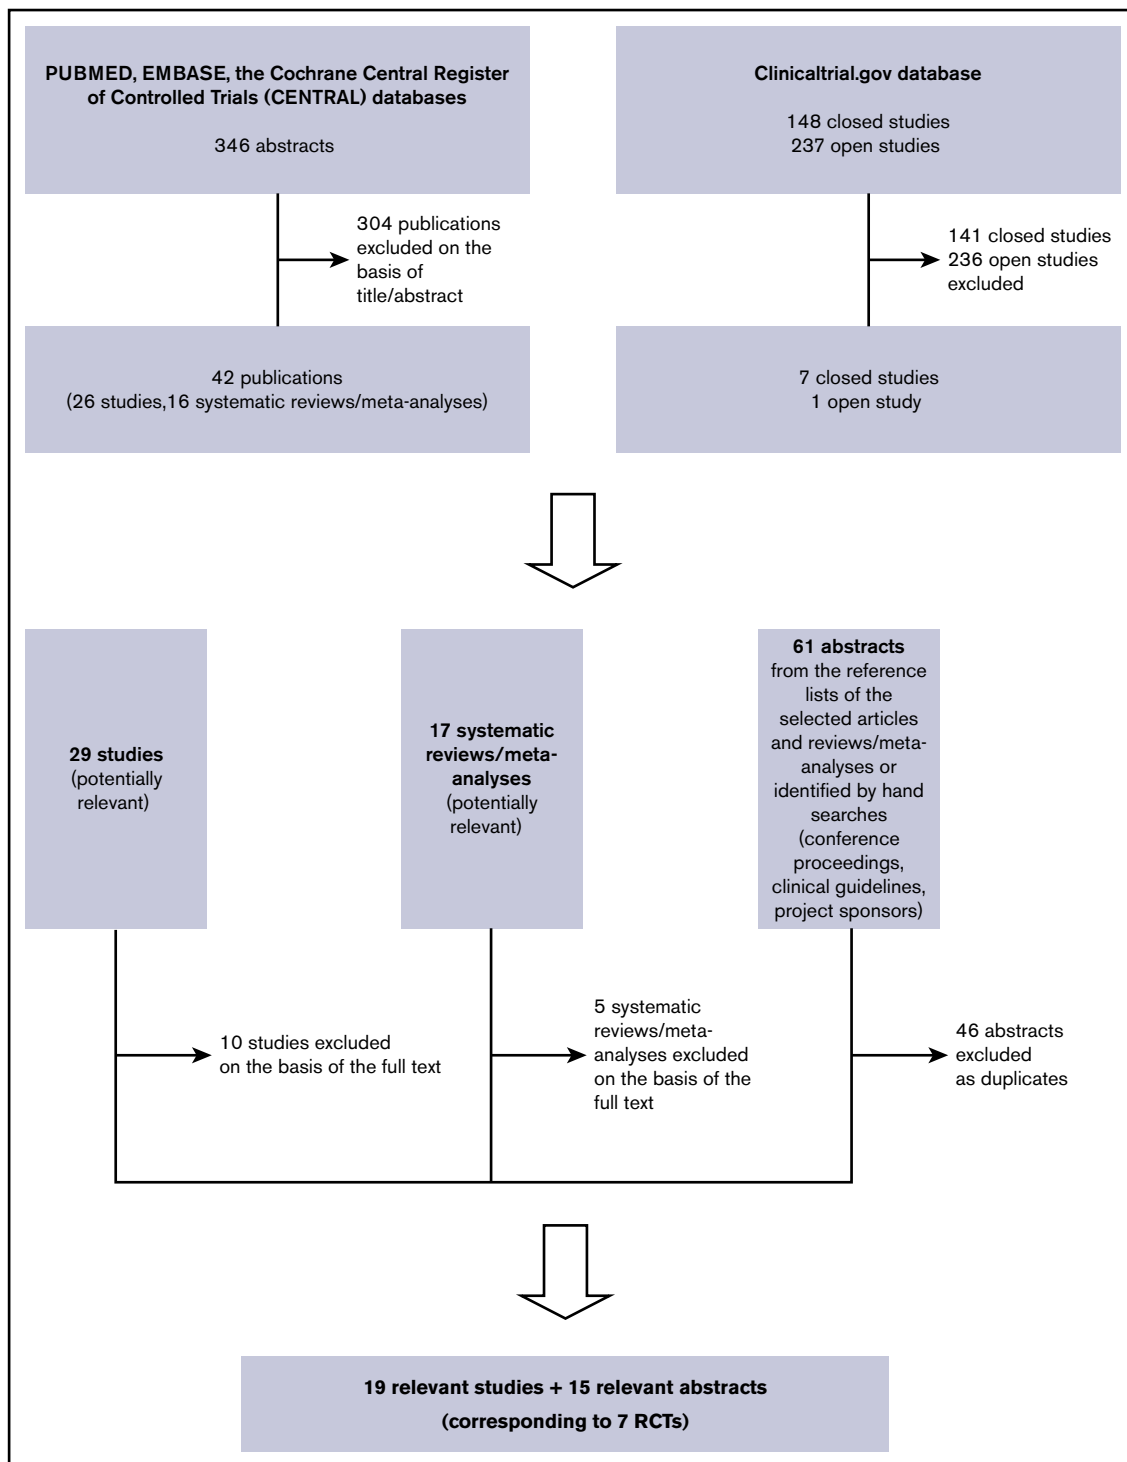 PUBMED, EMBASE, the Cochrane Central Register
of Controlled Trials (CENTRAL) databases
346 abstracts
Clinicaltrial.gov database
148 closed studies
237 open studies
304 publications
excluded on the
basis of
title/abstract
141 closed studies
236 open studies
excluded
42 publications
(26 studies,16 systematic reviews/meta-analyses)
7 closed studies
1 open study
29 studies
(potentially
relevant)
17 systematic
reviews/meta-
analyses
(potentially
relevant)
61 abstracts
from the reference
lists of the
selected articles
and reviews/meta-
analyses or
identified by hand
searches
(conference
proceedings,
clinical guidelines,
project sponsors)
10 studies excluded
on the basis of the full text
5 systematic
reviews/meta-
analyses excluded
on the basis of the
full text
46 abstracts
excluded
as duplicates
19 relevant studies + 15 relevant abstracts
(corresponding to 7 RCTs)